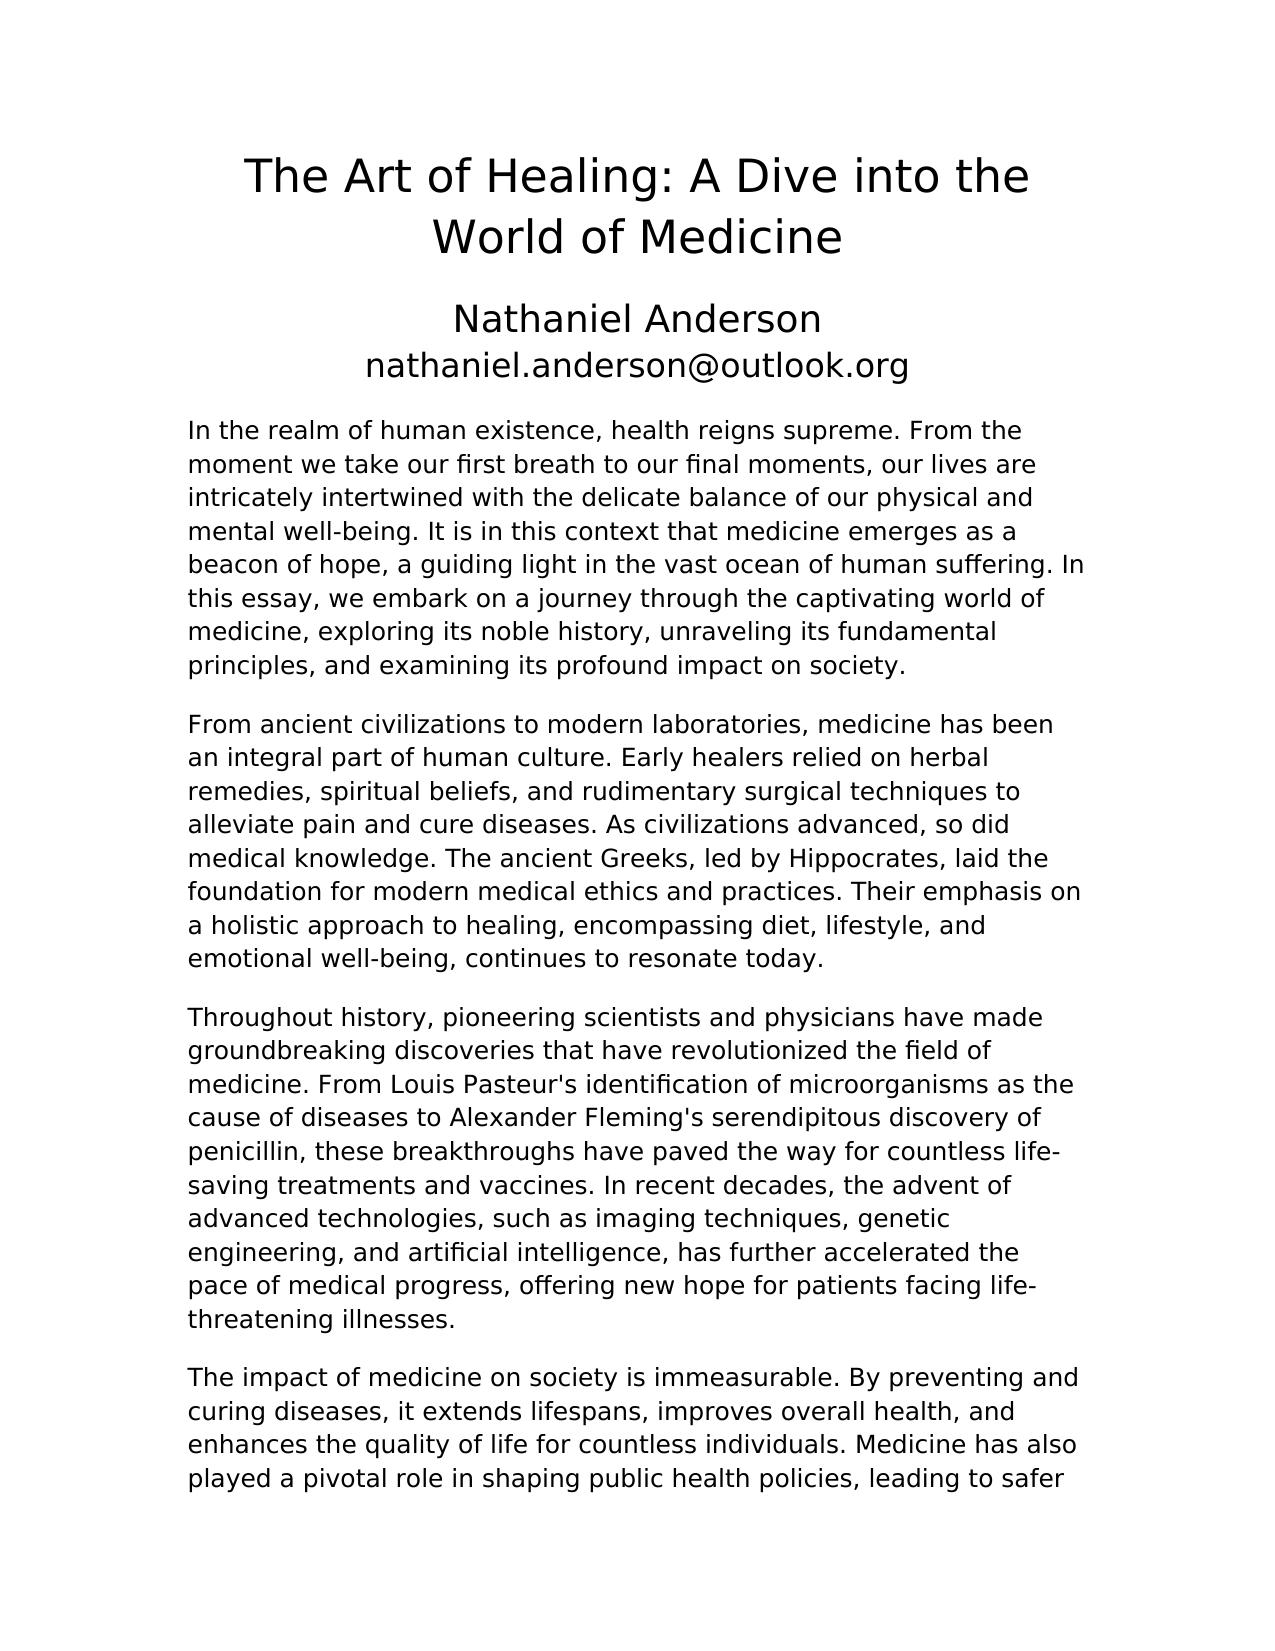 The Art of Healing: A Dive into the
World of Medicine
Nathaniel Anderson
nathaniel.anderson@outlook.org
In the realm of human existence, health reigns supreme. From the
moment we take our first breath to our final moments, our lives are
intricately intertwined with the delicate balance of our physical and
mental well-being. It is in this context that medicine emerges as a
beacon of hope, a guiding light in the vast ocean of human suffering. In
this essay, we embark on a journey through the captivating world of
medicine, exploring its noble history, unraveling its fundamental
principles, and examining its profound impact on society.
From ancient civilizations to modern laboratories, medicine has been
an integral part of human culture. Early healers relied on herbal
remedies, spiritual beliefs, and rudimentary surgical techniques to
alleviate pain and cure diseases. As civilizations advanced, so did
medical knowledge. The ancient Greeks, led by Hippocrates, laid the
foundation for modern medical ethics and practices. Their emphasis on
a holistic approach to healing, encompassing diet, lifestyle, and
emotional well-being, continues to resonate today.
Throughout history, pioneering scientists and physicians have made
groundbreaking discoveries that have revolutionized the field of
medicine. From Louis Pasteur's identification of microorganisms as the
cause of diseases to Alexander Fleming's serendipitous discovery of
penicillin, these breakthroughs have paved the way for countless life-
saving treatments and vaccines. In recent decades, the advent of
advanced technologies, such as imaging techniques, genetic
engineering, and artificial intelligence, has further accelerated the
pace of medical progress, offering new hope for patients facing life-
threatening illnesses.
The impact of medicine on society is immeasurable. By preventing and
curing diseases, it extends lifespans, improves overall health, and
enhances the quality of life for countless individuals. Medicine has also
played a pivotal role in shaping public health policies, leading to safer